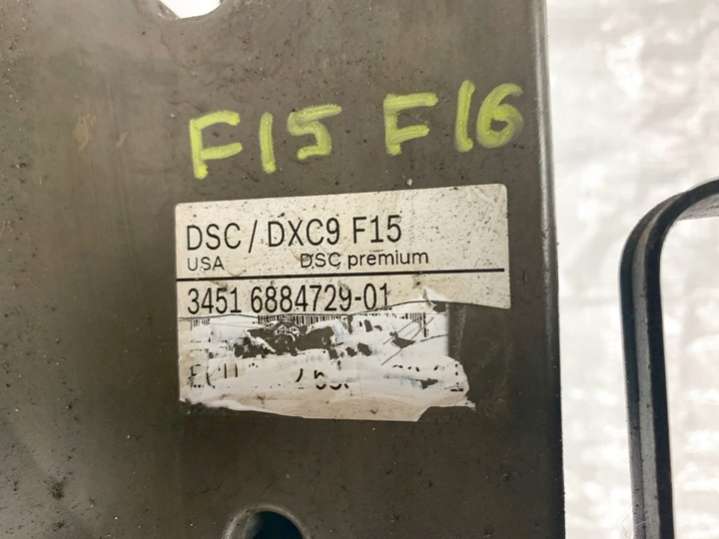 F15 F16
DSC / DXC9 F15
USA DSC premium
3451 6884729-01